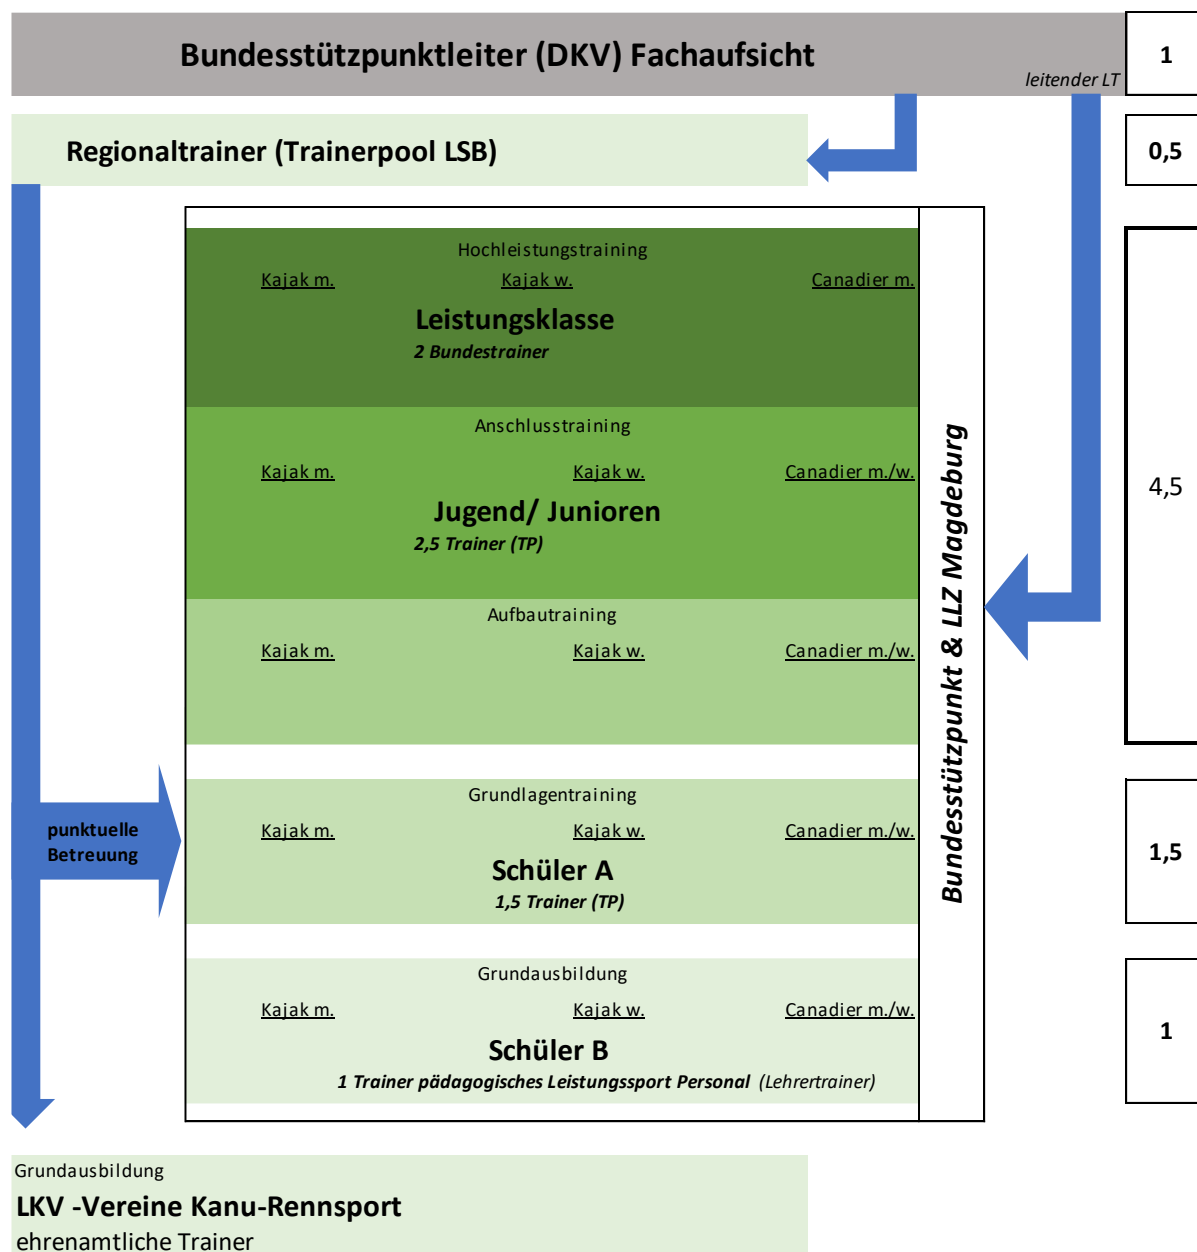 Bundesstützpunktleiter (DKV) Fachaufsicht
leitender LT
1
Regionaltrainer (Trainerpool LSB)
0,5
Hochleistungstraining
Kajak m. Kajak w. Canadier m.
Leistungsklasse
2 Bundestrainer
Anschlusstraining
Kajak m. Kajak w. Canadier m./w.
Jugend/ Junioren
2,5 Trainer (TP)
Aufbautraining
Kajak m. Kajak w. Canadier m./w.
4,5
Bundesstützpunkt & LLZ Magdeburg
punktuelle
Betreuung
Grundlagentraining
Kajak m. Kajak w. Canadier m./w.
Schüler A
1,5 Trainer (TP)
1,5
Grundausbildung
Kajak m. Kajak w. Canadier m./w.
Schüler B
1 Trainer pädagogisches Leistungssport Personal (Lehrertrainer)
1
Grundausbildung
LKV -Vereine Kanu-Rennsport
ehrenamtliche Trainer